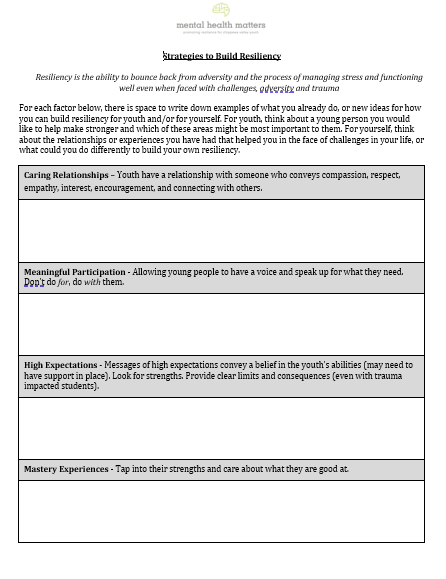 mental health matters
promoting resilience for chippewa valley youth
Strategies to Build Resiliency
Resiliency is the ability to bounce back from adversity and the process of managing stress and functioning
well even when faced with challenges, adversity and trauma
For each factor below, there is space to write down examples of what you already do, or new ideas for how
you can build resiliency for youth and/or for yourself. For youth, think about a young person you would
like to help make stronger and which of these areas might be most important to them. For yourself, think
about the relationships or experiences you have had that helped you in the face of challenges in your life, or
what could you do differently to build your own resiliency.
Caring Relationships – Youth have a relationship with someone who conveys compassion, respect,
empathy, interest, encouragement, and connecting with others.
Meaningful Participation - Allowing young people to have a voice and speak up for what they need.
Don't do for, do with them.
High Expectations - Messages of high expectations convey a belief in the youth's abilities (may need to
have support in place). Look for strengths. Provide clear limits and consequences (even with trauma
impacted students).
Mastery Experiences - Tap into their strengths and care about what they are good at.